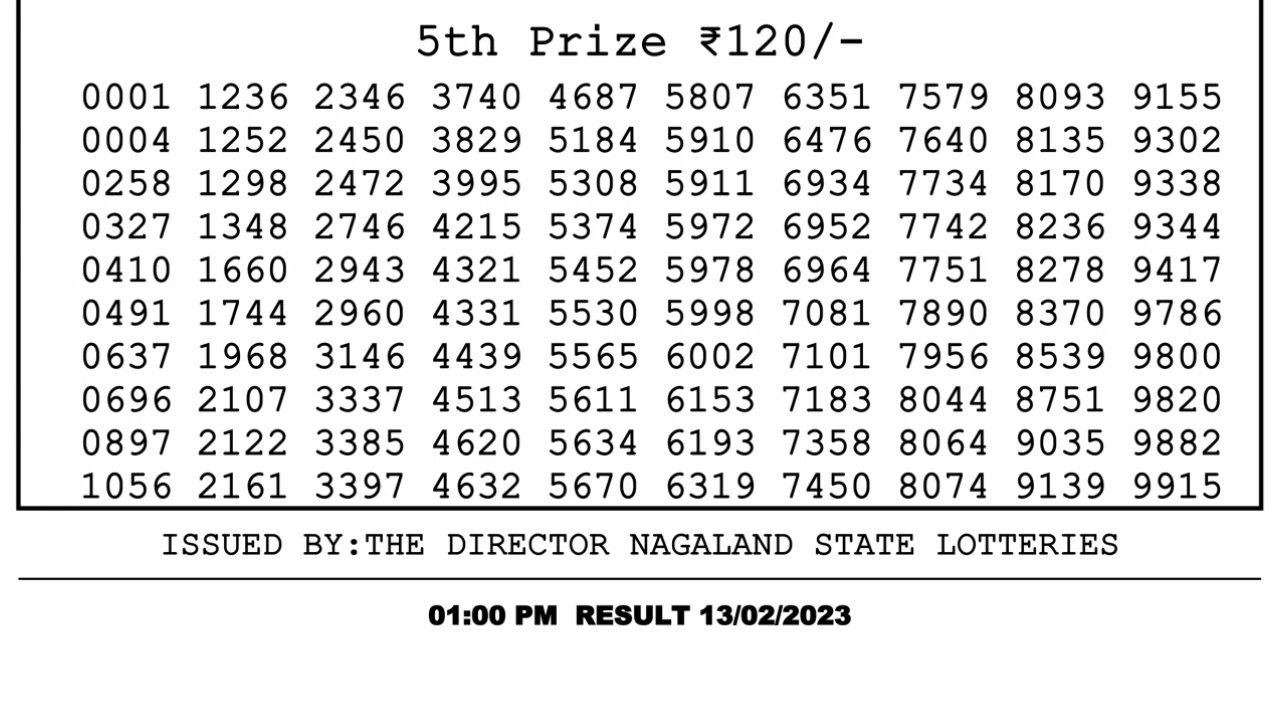 5th Prize ₹120/-
0001 1236 2346 3740 4687 5807 6351 7579 8093 9155
0004 1252 2450 3829 5184 5910 6476 7640 8135 9302
0258 1298 2472 3995 5308 5911 6934 7734 8170 9338
0327 1348 2746 4215 5374 5972 6952 7742 8236 9344
0410 1660 2943 4321 5452 5978 6964 7751 8278 9417
0491 1744 2960 4331 5530 5998 7081 7890 8370 9786
0637 1968 3146 4439 5565 6002 7101 7956 8539 9800
0696 2107 3337 4513 5611 6153 7183 8044 8751 9820
0897 2122 3385 4620 5634 6193 7358 8064 9035 9882
1056 2161 3397 4632 5670 6319 7450 8074 9139 9915
ISSUED BY:THE DIRECTOR NAGALAND STATE LOTTERIES
01:00 PM RESULT 13/02/2023